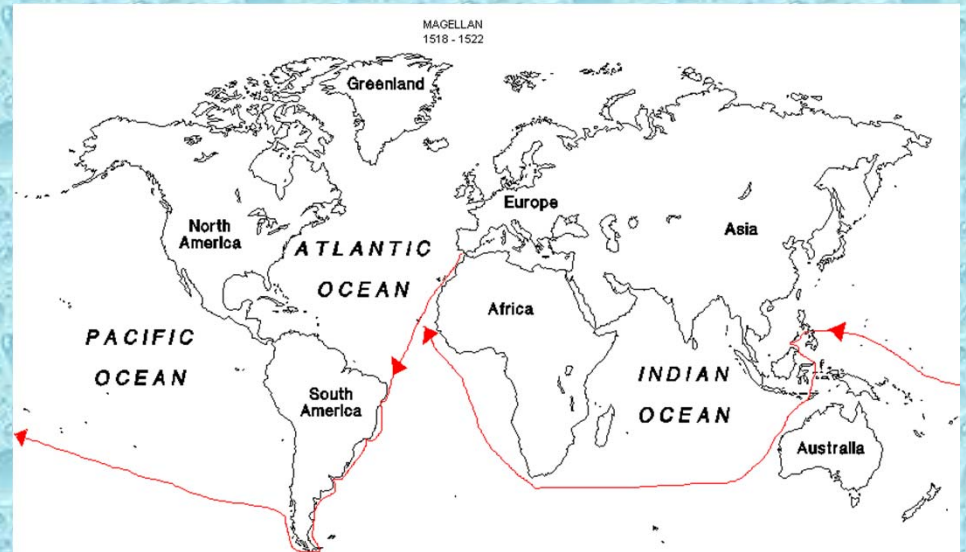 MAGELLAN
1518 - 1522
Greenland
North
America
ATLANTIC
OCEAN
Europe
Asia
Africa
PACIFIC
OCEAN
South
America
INDIAN
OCEAN
Australia